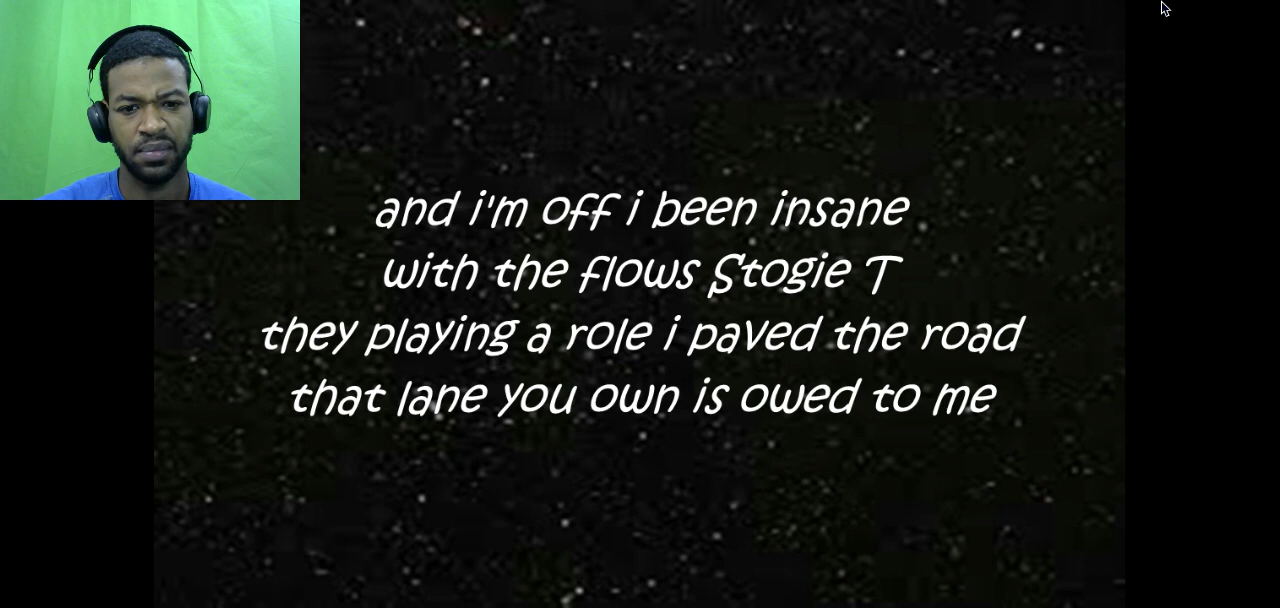 and i'm off i been insane
with the flows Stogie T
they playing a role i paved the road
that lane you own is owed to me